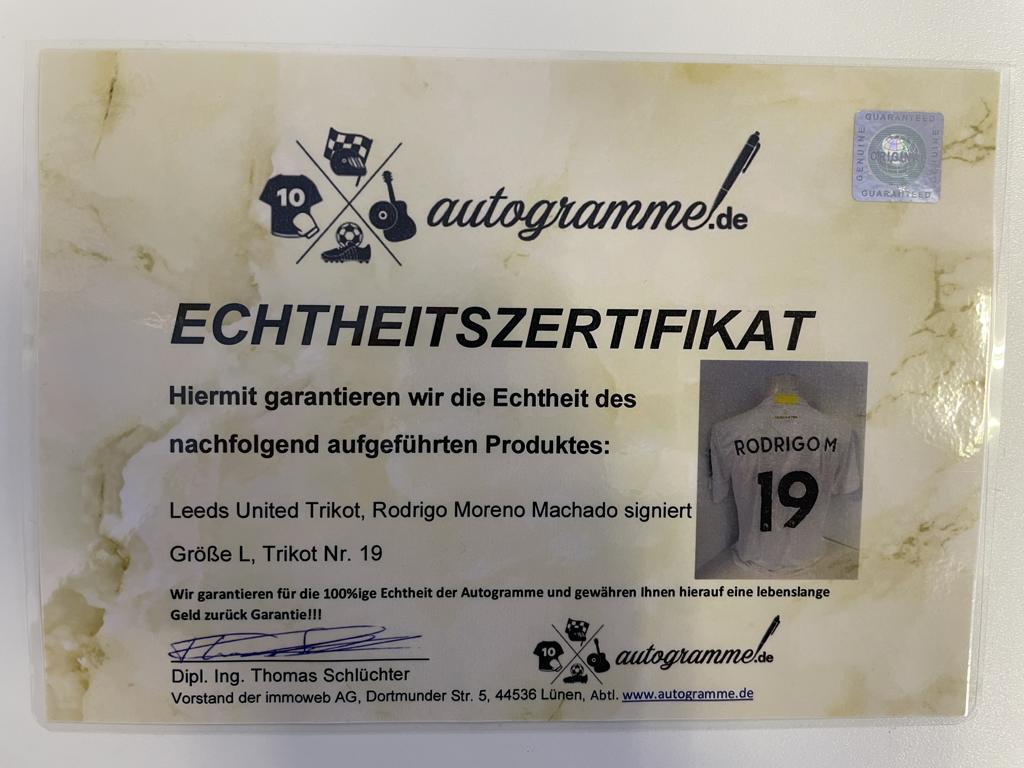 GUARANTEED
GENUINE
ORIGINAL
GENUINE
GUARANTEED
10
autogramme!.de
ECHTHEITSZERTIFIKAT
Hiermit garantieren wir die Echtheit des
nachfolgend aufgeführten Produktes:
RODRIGO M
19
Leeds United Trikot, Rodrigo Moreno Machado signiert
Größe L, Trikot Nr. 19
Wir garantieren für die 100%ige Echtheit der Autogramme und gewähren Ihnen hierauf eine lebenslange
Geld zurück Garantie!!!
10
autogramme!.de
Dipl. Ing. Thomas Schlüchter
Vorstand der immoweb AG, Dortmunder Str. 5, 44536 Lünen, Abtl. www.autogramme.de